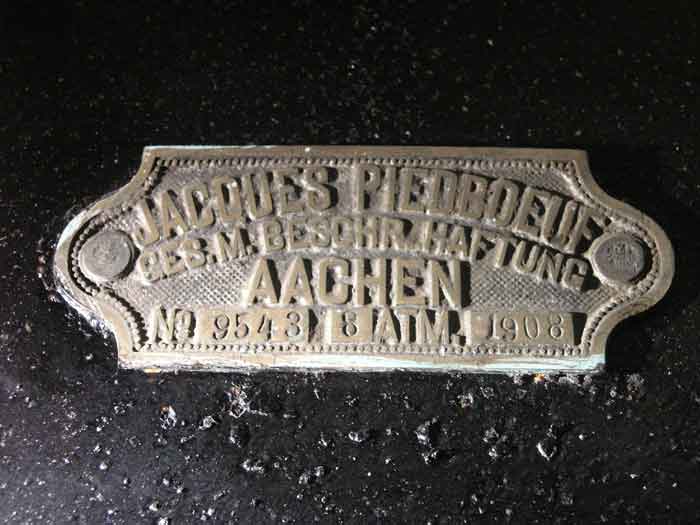 JACQUES PIEDBOEUF
GES. M. BESCHR. HAFTUNG
AACHEN
No 9543 8 ATM. 1908